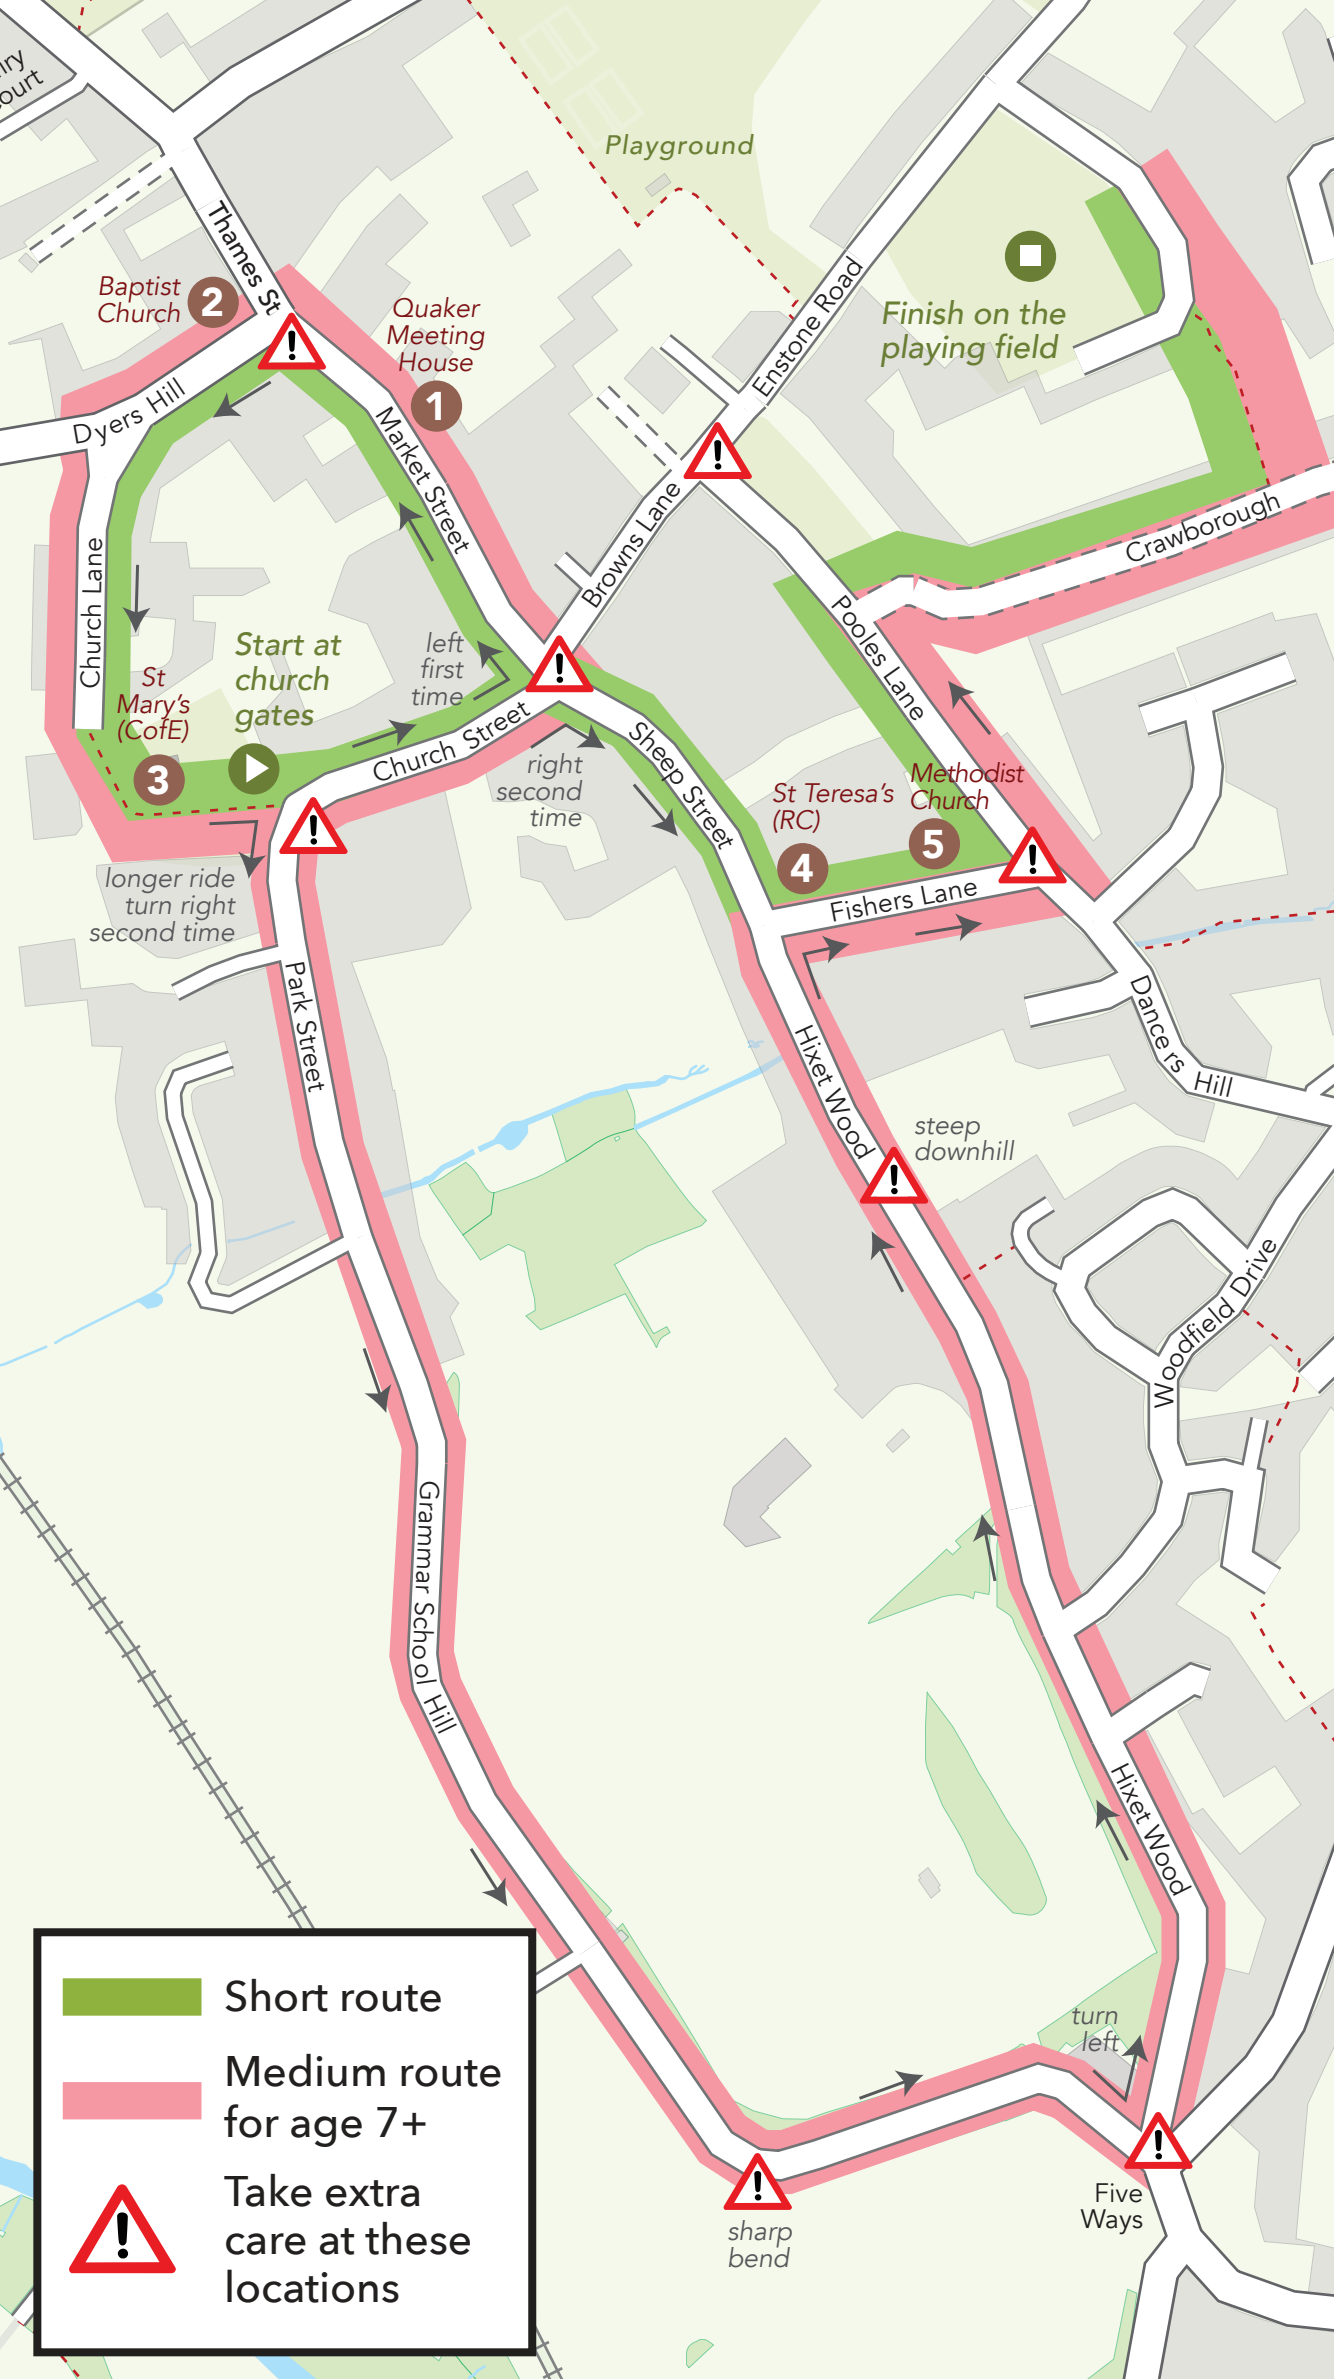 ourt
Playground
Thames St
Baptist
Church
2
Quaker
Meeting
House
1
Enstone Road
Finish on the
playing field
Dyers Hill
Market Street
Browns Lane
Crawborough
Church Lane
Start at
church
gates
left
first
time
Pooles Lane
St
Mary's
(CofE)
3
Church Street
right
second
time
Sheep Street
St Teresa's
(RC)
4
Methodist
Church
5
Fishers Lane
longer ride
turn right
second time
Park Street
Dancers Hill
Hixet Wood
steep
downhill
Woodfield Drive
Grammar School Hill
Hixet Wood
turn
left
Five
Ways
sharp
bend
Short route
Medium route
for age 7+
Take extra
care at these
locations